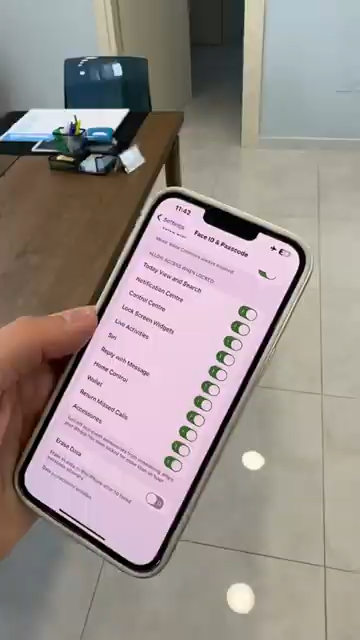 11:42
Settings
Face ID & Passcode
ALLOW ACCESS WHEN LOCKED:
Today View and Search
Notification Centre
Control Centre
Lock Screen Widgets
Live Activities
Siri
Reply with Message
Home Control
Wallet
Return Missed Calls
Accessories
Erase Data